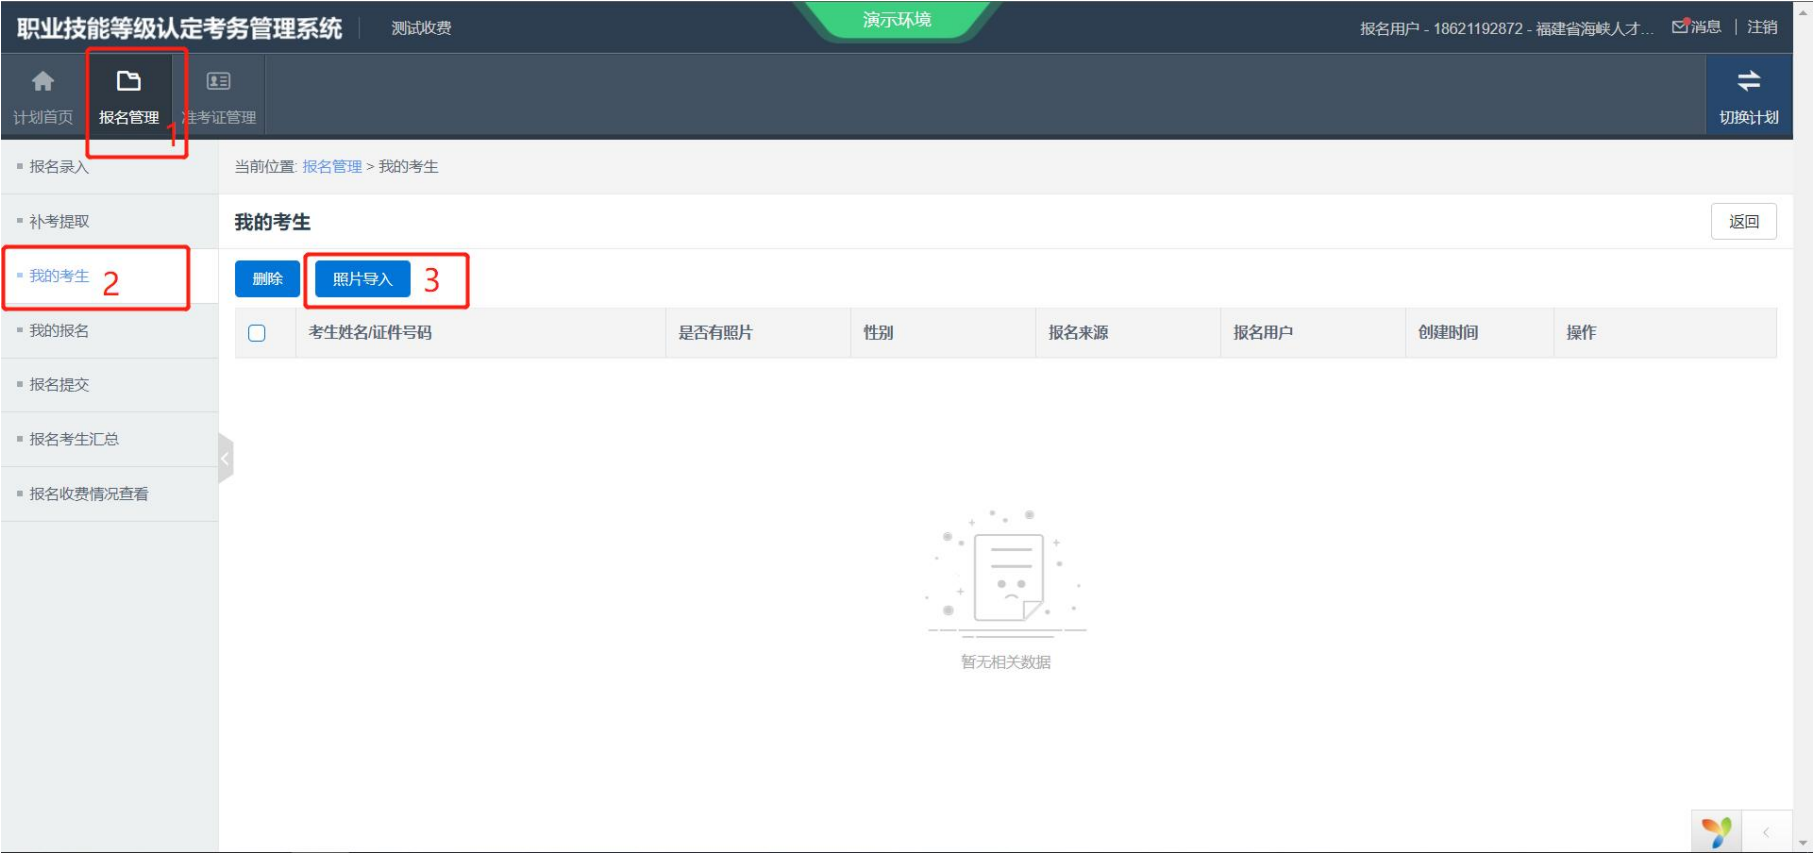 职业技能等级认定考务管理系统
测试收费
演示环境
报名用户 - 18621192872 - 福建省海峡人才...
消息
注销
计划首页
报名管理
准考证管理
切换计划
1
报名录入
补考提取
我的考生
2
我的报名
报名提交
报名考生汇总
报名收费情况查看
当前位置: 报名管理 > 我的考生
我的考生
返回
删除
照片导入
3
考生姓名/证件号码
是否有照片
性别
报名来源
报名用户
创建时间
操作
暂无相关数据